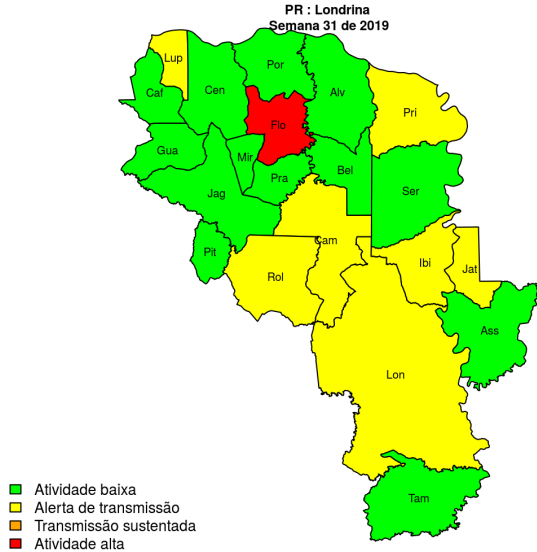 PR : Londrina
Semana 31 de 2019
Lup
Por
Caf
Cen
Alv
Pri
Flo
Gua
Mir
Pra
Bel
Jag
Ser
Cam
Pit
Rol
Ibi
Jat
Ass
Lon
Tam
Atividade baixa
Alerta de transmissão
Transmissão sustentada
Atividade alta